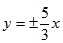 y = ±5/3 x